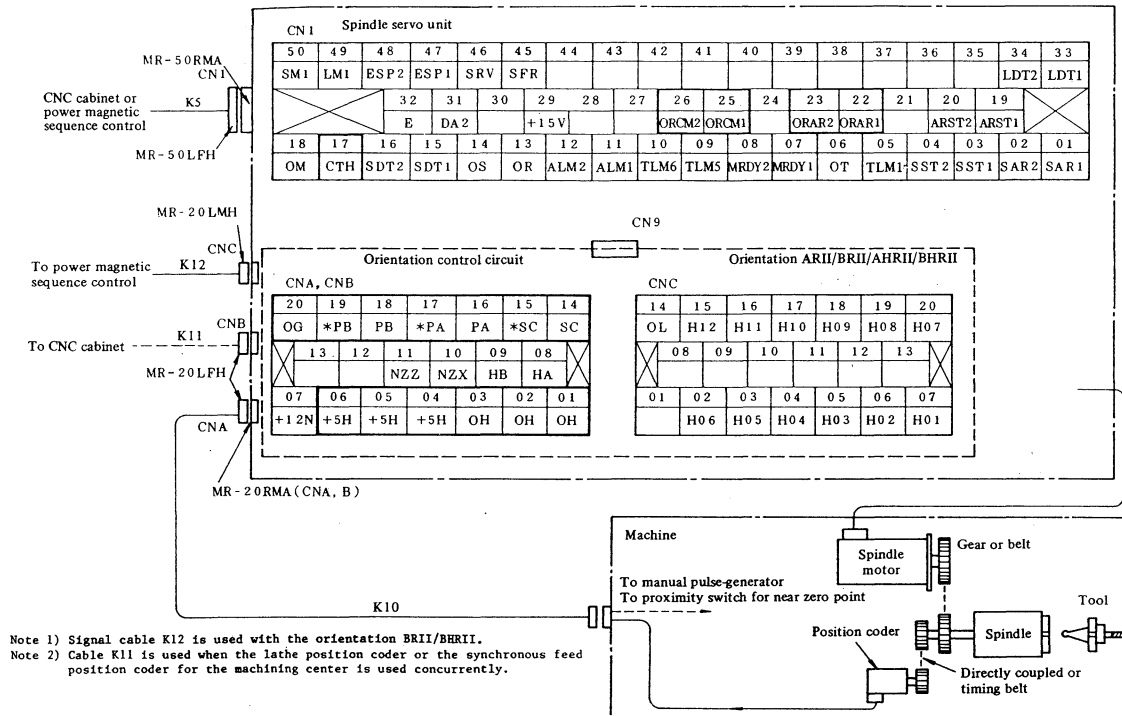 CN1 Spindle servo unit
50 49 48 47 46 45 44 43 42 41 40 39 38 37 36 35 34 33
SM1 LM1 ESP2 ESP1 SRV SFR LDT2 LDT1
32 31 30 29 28 27 26 25 24 23 22 21 20 19
E DA2 +15V ORCM2 ORCM1 ORAR2 ORAR1 ARST2 ARST1
18 17 16 15 14 13 12 11 10 09 08 07 06 05 04 03 02 01
OM CTH SDT2 SDT1 OS OR ALM2 ALM1 TLM6 TLM5 MRDY2 MRDY1 OT TLM1 SST2 SST1 SAR2 SAR1
MR-50RMA
CN1
CNC cabinet or
power magnetic
sequence control
K5
MR-50LFH
MR-20LMH
CNC
To power magnetic
sequence control
K12
CNB
To CNC cabinet
K11
MR-20LFH
CNA
MR-20RMA(CNA, B)
CN9
Orientation control circuit
Orientation ARII/BRII/AHRII/BHRII
CNA, CNB
20 19 18 17 16 15 14
OG *PB PB *PA PA *SC SC
13 12 11 10 09 08
NZZ NZX HB HA
07 06 05 04 03 02 01
+12N +5H +5H +5H OH OH OH
CNC
14 15 16 17 18 19 20
OL H12 H11 H10 H09 H08 H07
08 09 10 11 12 13
01 02 03 04 05 06 07
H06 H05 H04 H03 H02 H01
Machine
Spindle
motor
Gear or belt
To manual pulse-generator
To proximity switch for near zero point
K10
Tool
Position coder
Spindle
Directly coupled or
timing belt
Note 1) Signal cable K12 is used with the orientation BRII/BHRII.
Note 2) Cable K11 is used when the lathe position coder or the synchronous feed
position coder for the machining center is used concurrently.